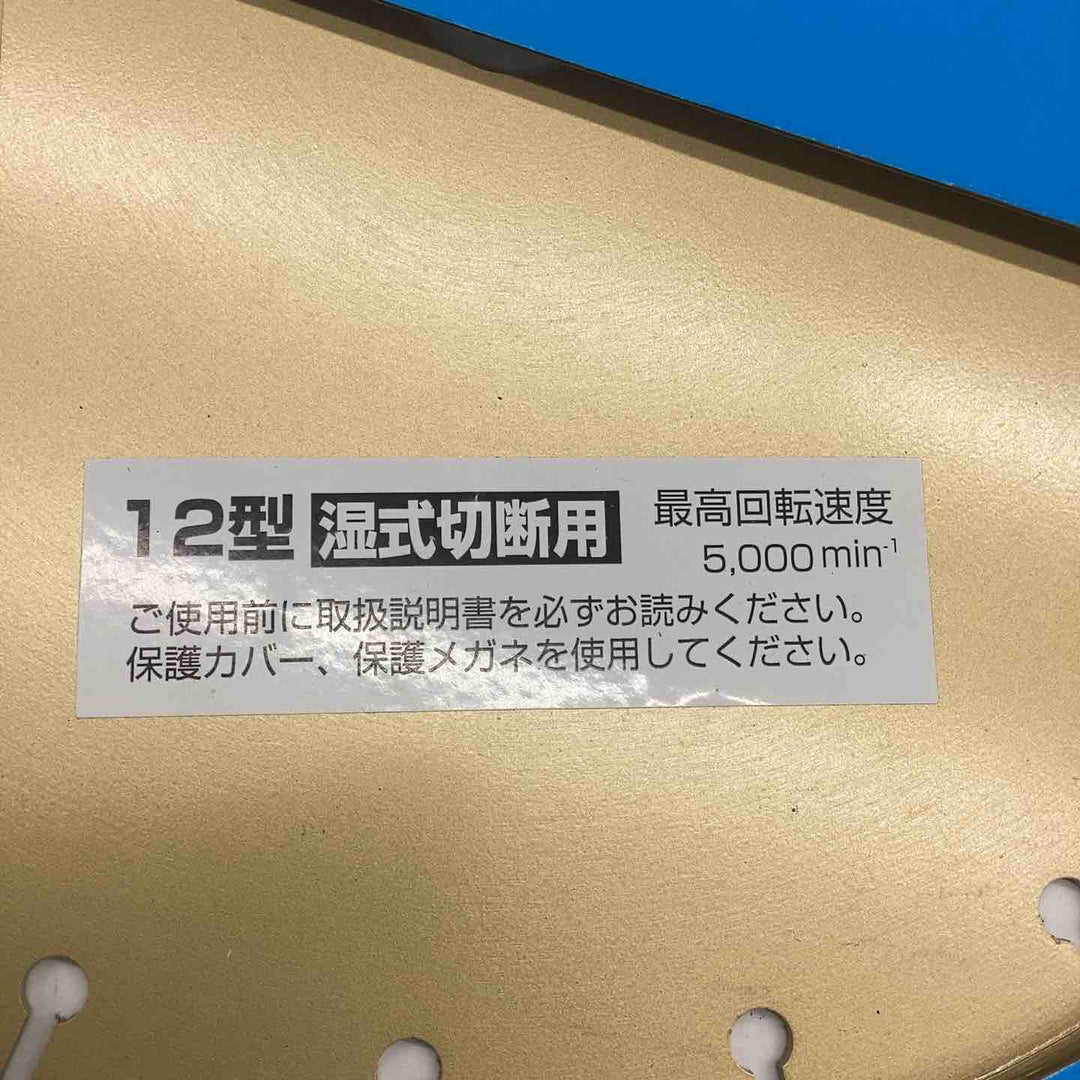 12型 湿式切断用 最高回転速度
5,000min⁻¹
ご使用前に取扱説明書を必ずお読みください。
保護カバー、保護メガネを使用してください。